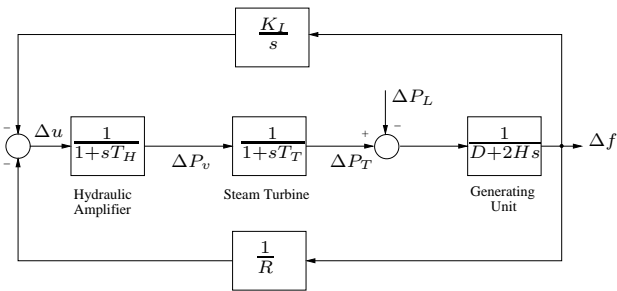 K_I
s
−
Δu
1
1+sT_H
ΔP_v
1
1+sT_T
ΔP_T
+
ΔP_L
−
1
D+2Hs
Δf
−
Hydraulic
Amplifier
Steam Turbine
Generating
Unit
1
R